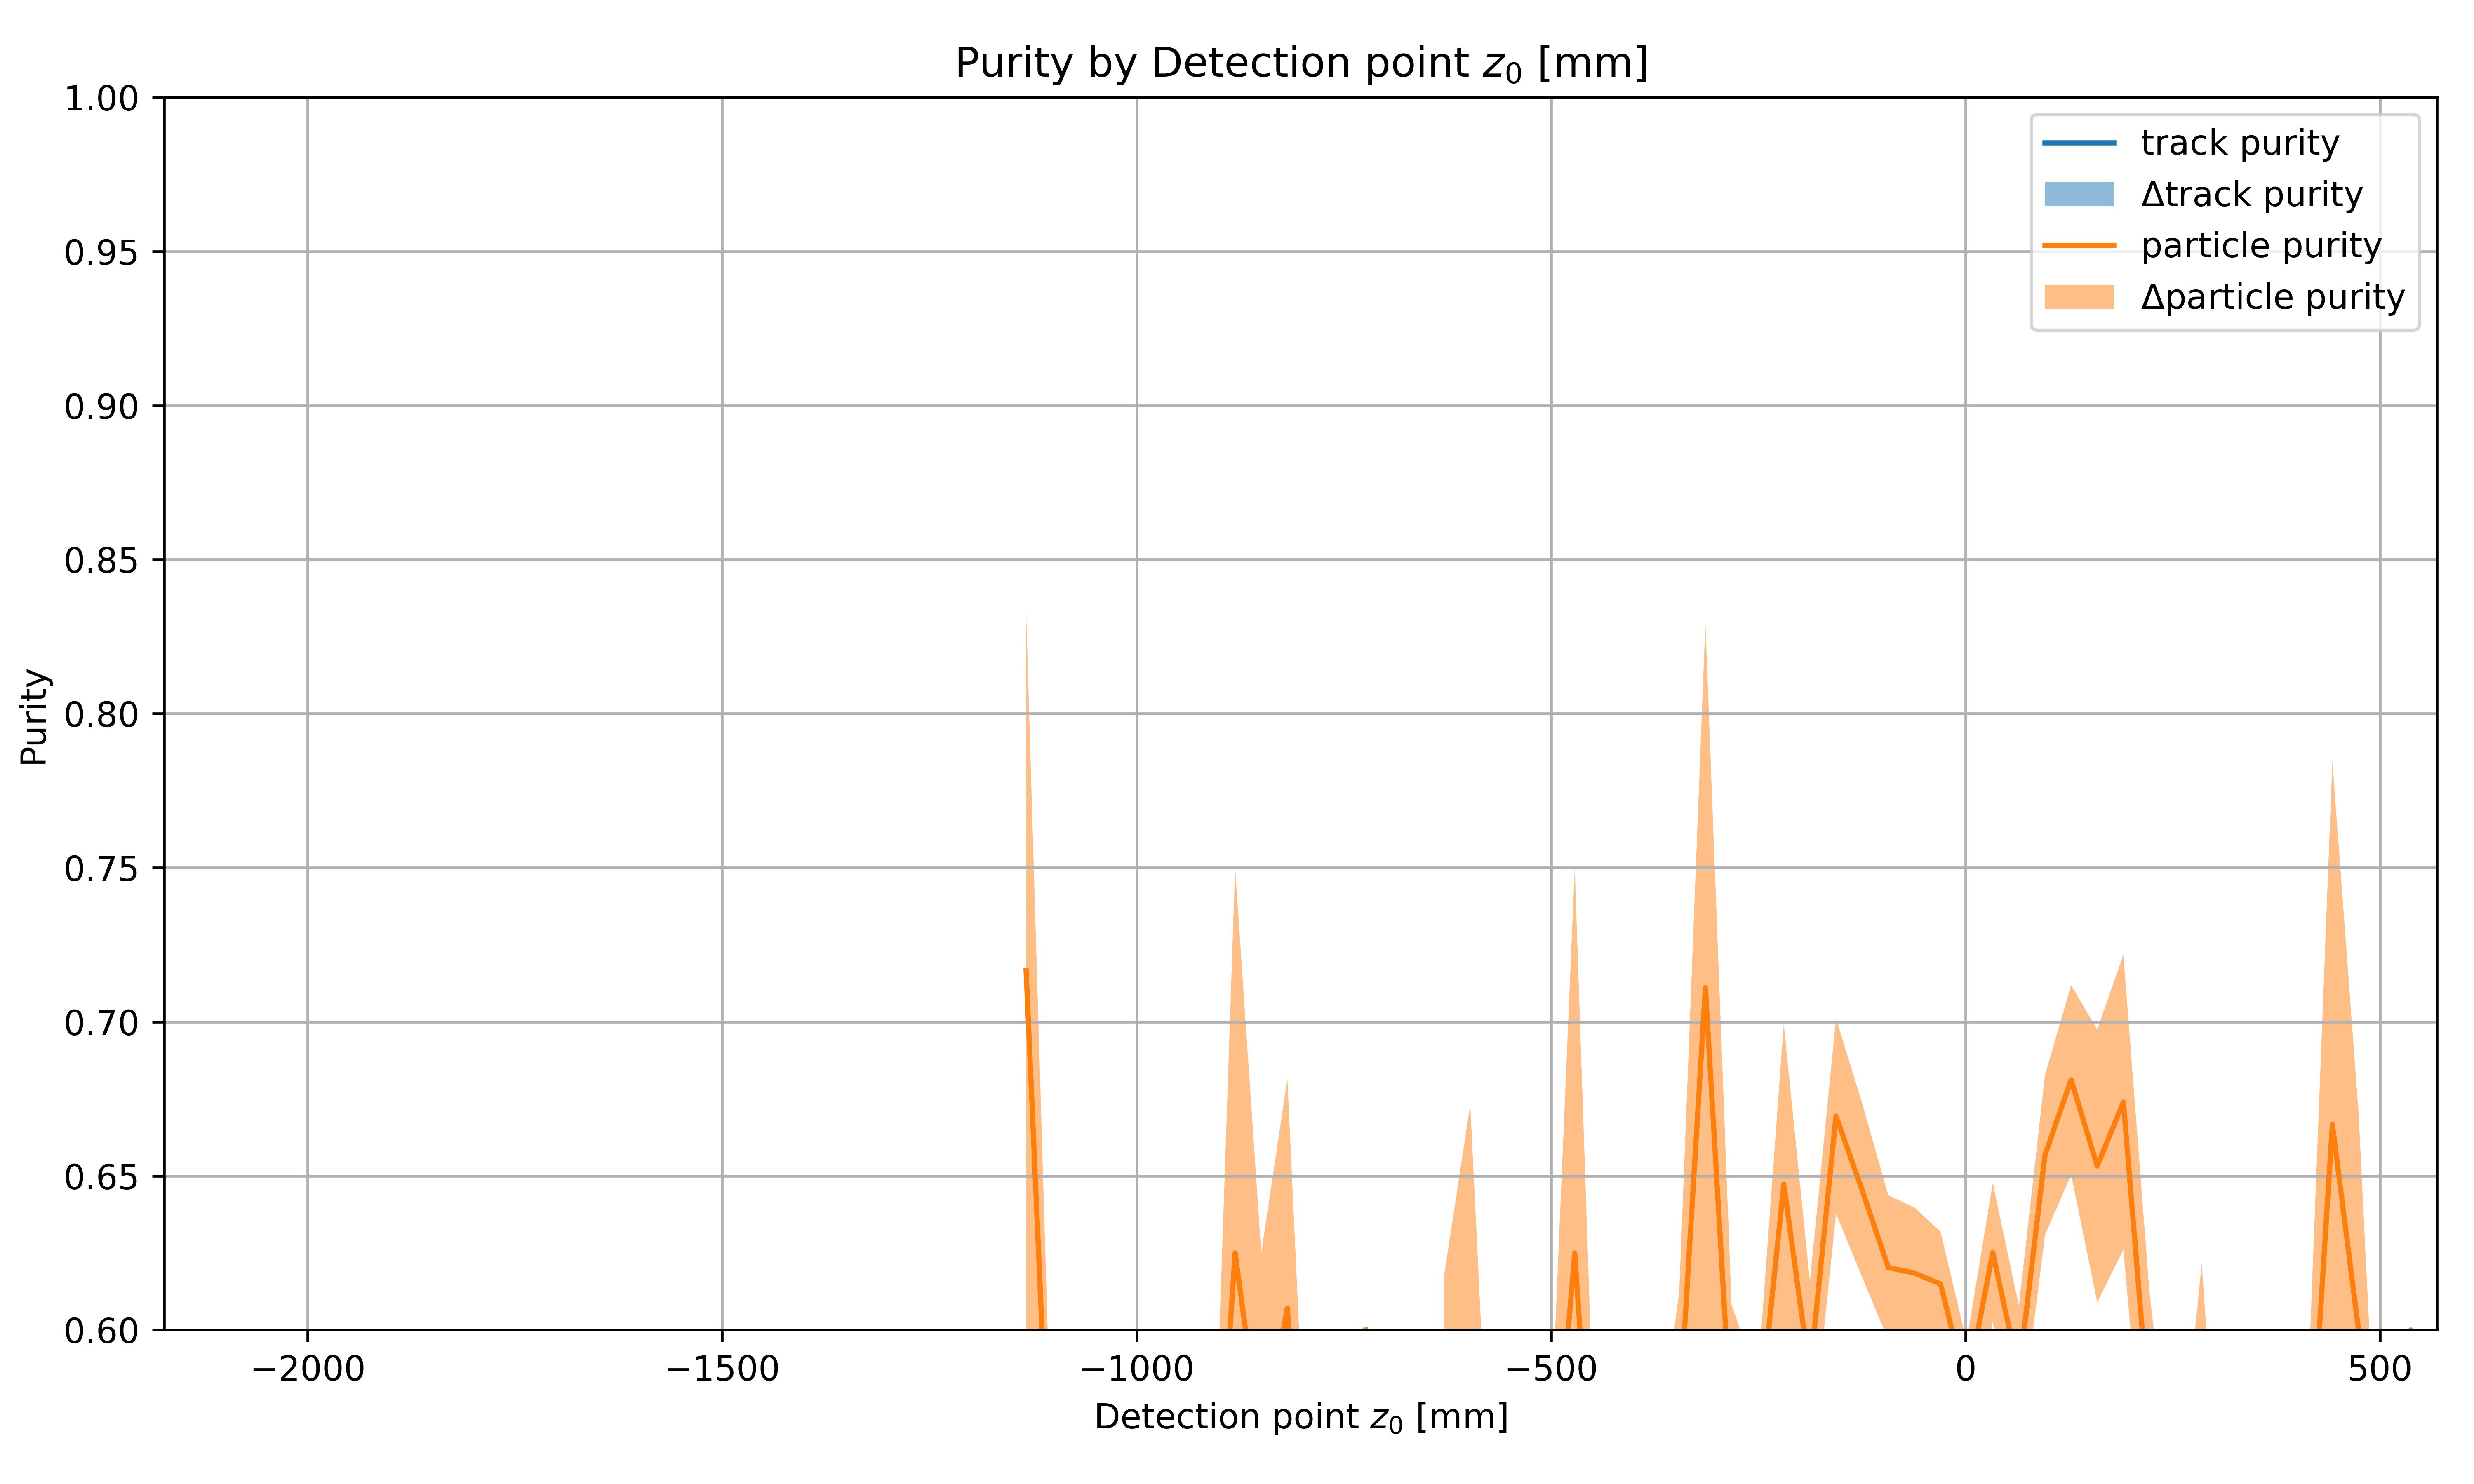 Purity by Detection point z₀ [mm]
1.00
0.95
0.90
0.85
0.80
0.75
0.70
0.65
0.60
Purity
track purity
Δtrack purity
particle purity
Δparticle purity
−2000 −1500 −1000 −500 0 500
Detection point z₀ [mm]